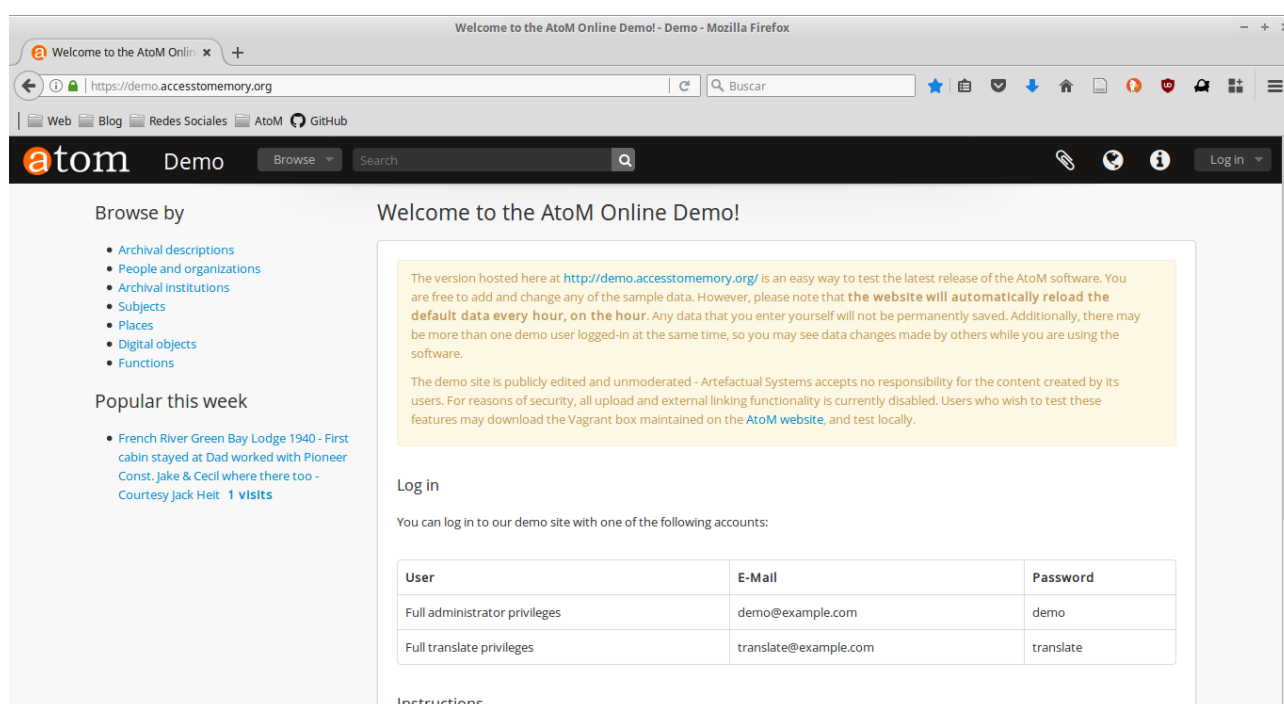 Welcome to the AtoM Online Demo! - Demo - Mozilla Firefox
Welcome to the AtoM Onlin
https://demo.accesstomemory.org
Buscar
Web Blog Redes Sociales AtoM GitHub
atom Demo Browse Search Log in
Browse by
Archival descriptions
People and organizations
Archival institutions
Subjects
Places
Digital objects
Functions
Popular this week
French River Green Bay Lodge 1940 - First
cabin stayed at Dad worked with Pioneer
Const. Jake & Cecil where there too -
Courtesy Jack Heit 1 visits
Welcome to the AtoM Online Demo!
The version hosted here at http://demo.accesstomemory.org/ is an easy way to test the latest release of the AtoM software. You
are free to add and change any of the sample data. However, please note that the website will automatically reload the
default data every hour, on the hour. Any data that you enter yourself will not be permanently saved. Additionally, there may
be more than one demo user logged-in at the same time, so you may see data changes made by others while you are using the
software.
The demo site is publicly edited and unmoderated - Artefactual Systems accepts no responsibility for the content created by its
users. For reasons of security, all upload and external linking functionality is currently disabled. Users who wish to test these
features may download the Vagrant box maintained on the AtoM website, and test locally.
Log in
You can log in to our demo site with one of the following accounts:
User E-Mail Password
Full administrator privileges demo@example.com demo
Full translate privileges translate@example.com translate
Instructions